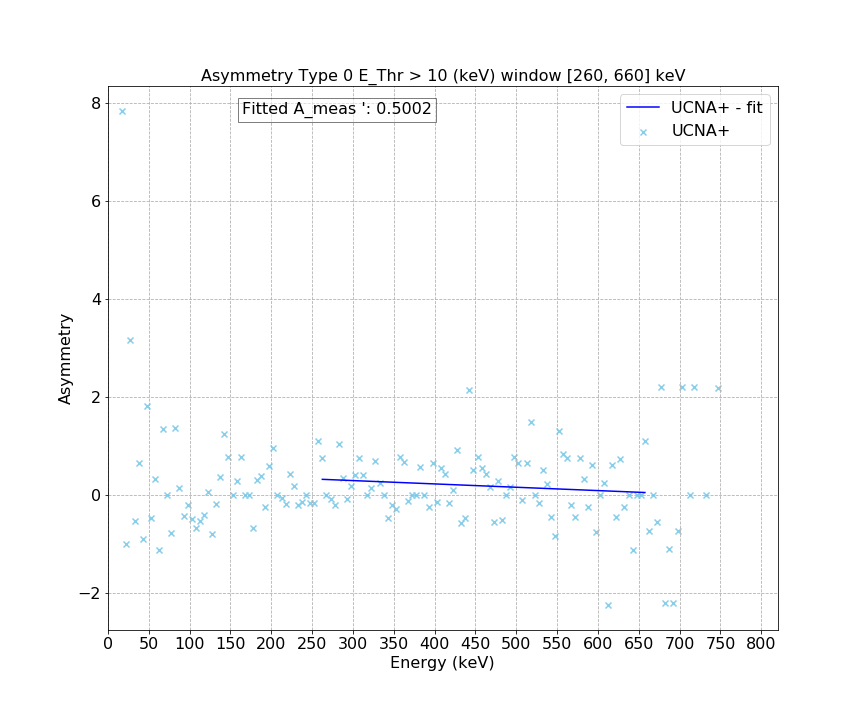 Asymmetry Type 0 E_Thr > 10 (keV) window [260, 660] keV
Fitted A_meas ': 0.5002
UCNA+ - fit
UCNA+
8
6
4
2
0
−2
Asymmetry
0 50 100 150 200 250 300 350 400 450 500 550 600 650 700 750 800
Energy (keV)